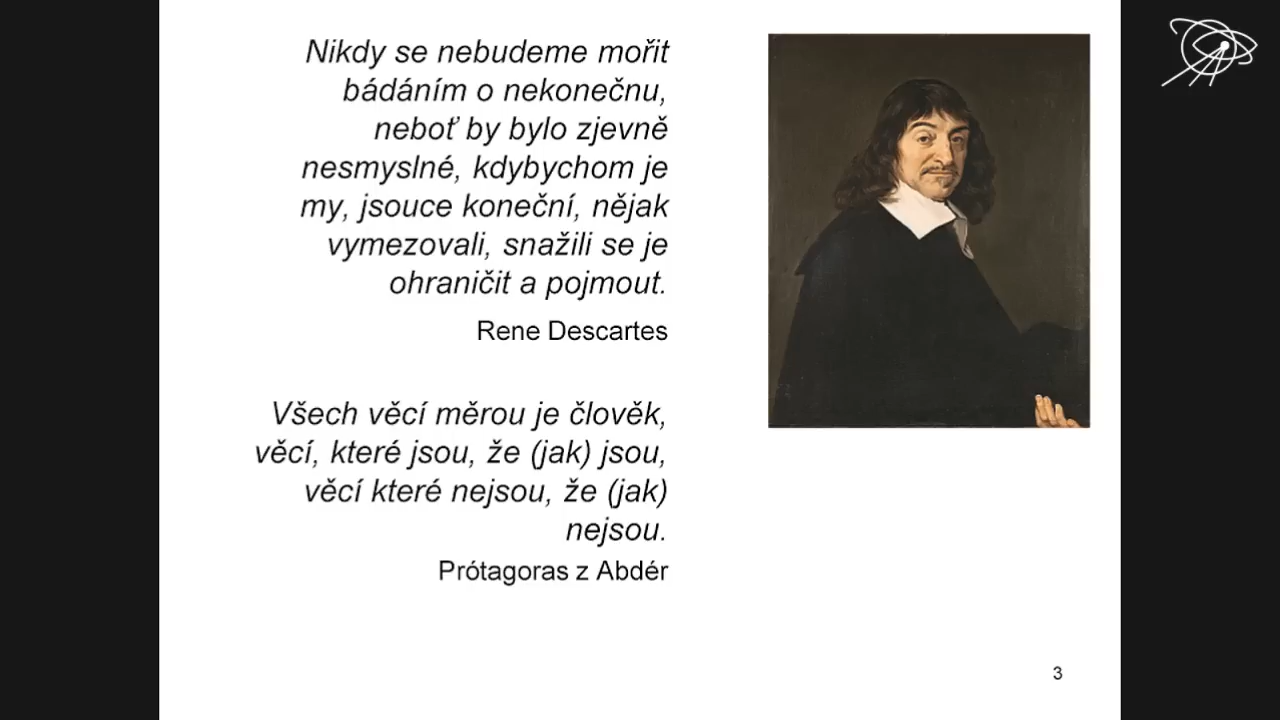 Nikdy se nebudeme mořit
bádáním o nekonečnu,
neboť by bylo zjevně
nesmyslné, kdybychom je
my, jsouce koneční, nějak
vymezovali, snažili se je
ohraničit a pojmout.
Rene Descartes
Všech věcí měrou je člověk,
věcí, které jsou, že (jak) jsou,
věcí které nejsou, že (jak)
nejsou.
Prótagoras z Abdér
3